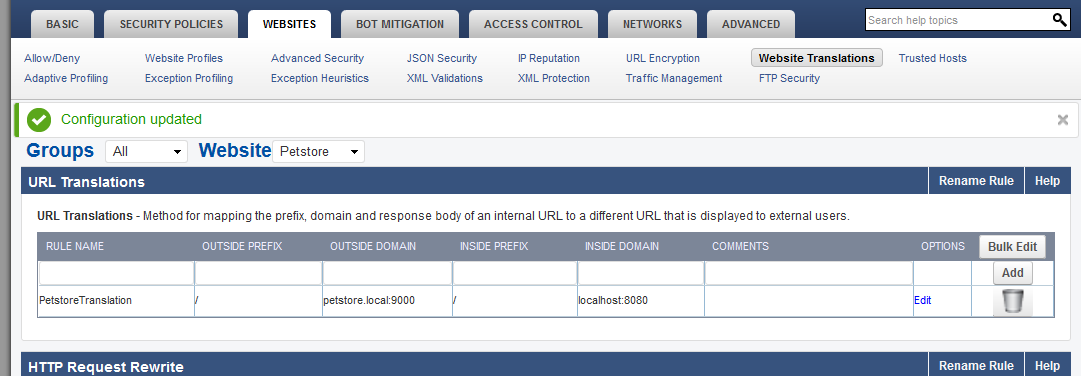 BASIC SECURITY POLICIES WEBSITES BOT MITIGATION ACCESS CONTROL NETWORKS ADVANCED Search help topics
Allow/Deny Website Profiles Advanced Security JSON Security IP Reputation URL Encryption Website Translations Trusted Hosts
Adaptive Profiling Exception Profiling Exception Heuristics XML Validations XML Protection Traffic Management FTP Security
Configuration updated
Groups All Website Petstore
URL Translations Rename Rule Help
URL Translations - Method for mapping the prefix, domain and response body of an internal URL to a different URL that is displayed to external users.
RULE NAME OUTSIDE PREFIX OUTSIDE DOMAIN INSIDE PREFIX INSIDE DOMAIN COMMENTS OPTIONS Bulk Edit
Add
PetstoreTranslation / petstore.local:9000 / localhost:8080 Edit
HTTP Request Rewrite Rename Rule Help